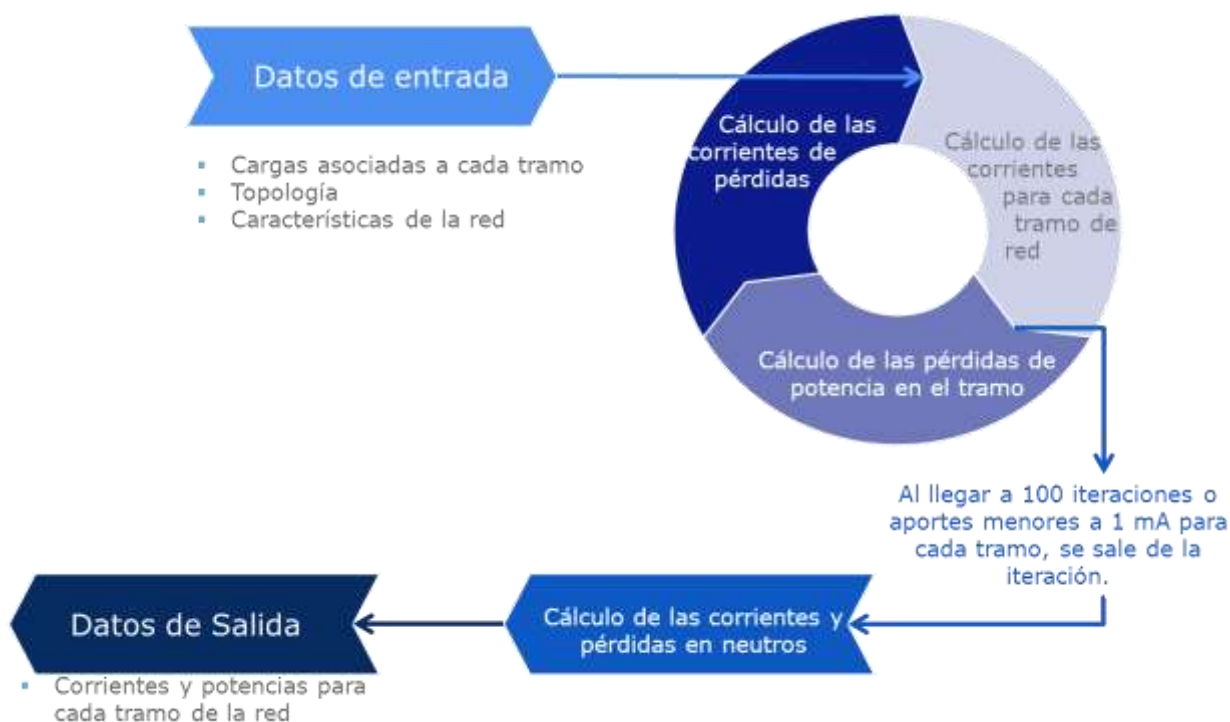 Datos de entrada
▪ Cargas asociadas a cada tramo
▪ Topología
▪ Características de la red
Cálculo de las
corrientes de
pérdidas
Cálculo de las
corrientes
para cada
tramo de
red
Cálculo de las pérdidas de
potencia en el tramo
Al llegar a 100 iteraciones o
aportes menores a 1 mA para
cada tramo, se sale de la
iteración.
Cálculo de las corrientes y
pérdidas en neutros
Datos de Salida
▪ Corrientes y potencias para
cada tramo de la red